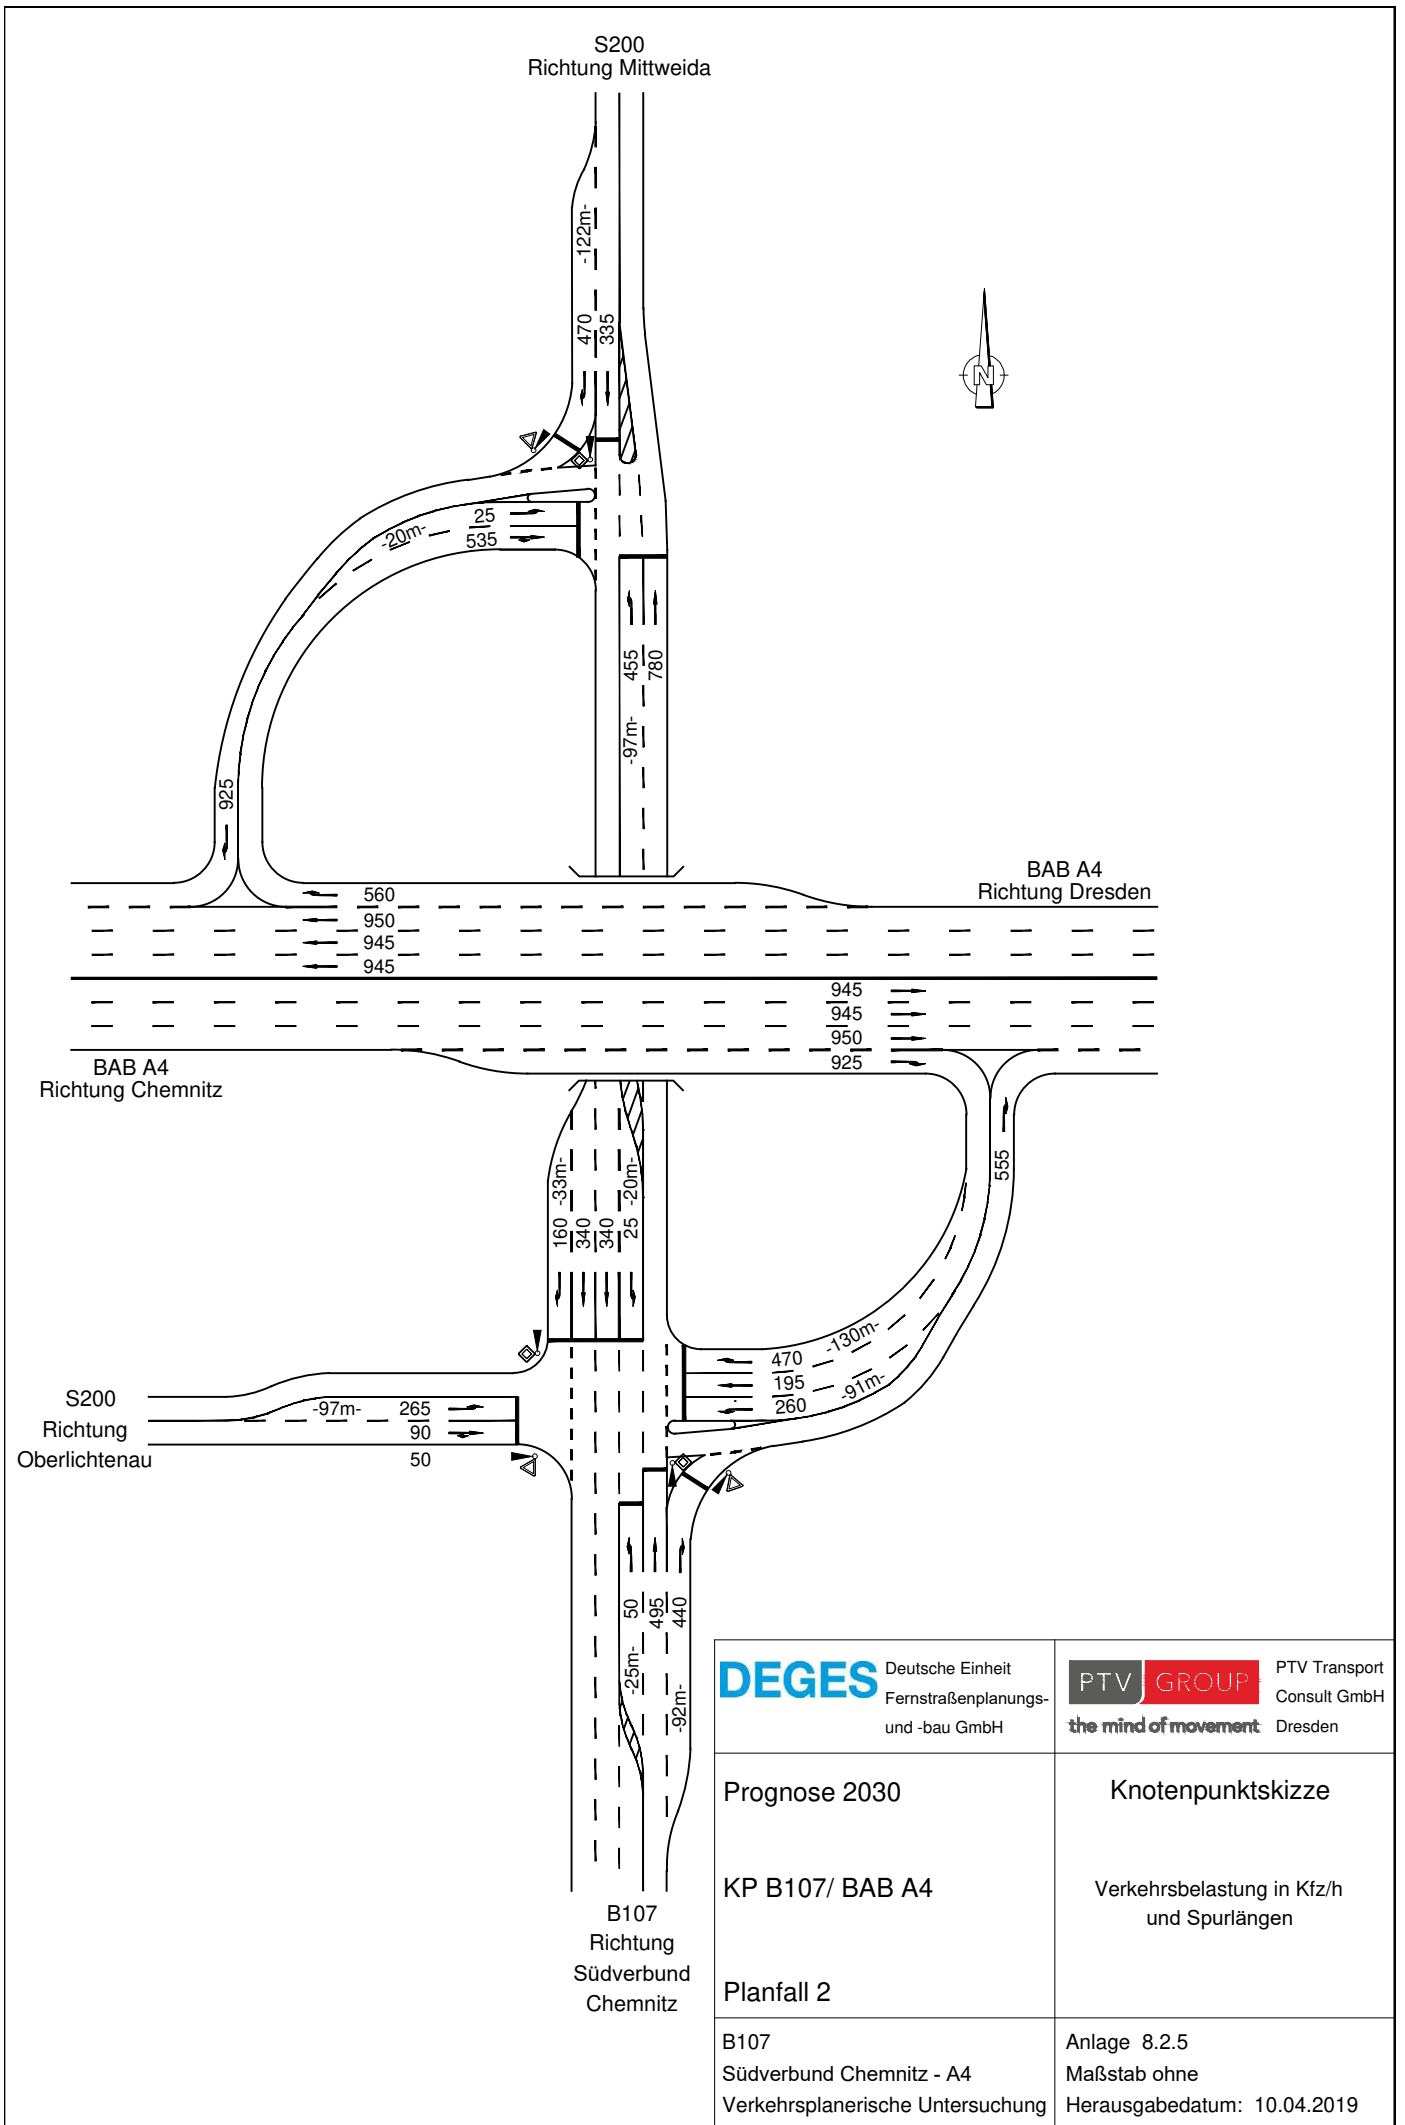 S200
Richtung Mittweida
-122m-
470
335
N
-20m-
25
535
455
780
-97m-
925
BAB A4
Richtung Dresden
560
950
945
945
945
945
950
925
BAB A4
Richtung Chemnitz
555
-33m-
-20m-
160
340
340
25
-130m-
470
195
260
-91m-
S200
Richtung
Oberlichtenau
-97m-
265
90
50
50
495
440
-25m-
-92m-
B107
Richtung
Südverbund
Chemnitz
DEGES
Deutsche Einheit
Fernstraßenplanungs-
und -bau GmbH
PTV GROUP
the mind of movement
PTV Transport
Consult GmbH
Dresden
Prognose 2030
KP B107/ BAB A4
Planfall 2
Knotenpunktskizze
Verkehrsbelastung in Kfz/h
und Spurlängen
B107
Südverbund Chemnitz - A4
Verkehrsplanerische Untersuchung
Anlage 8.2.5
Maßstab ohne
Herausgabedatum: 10.04.2019